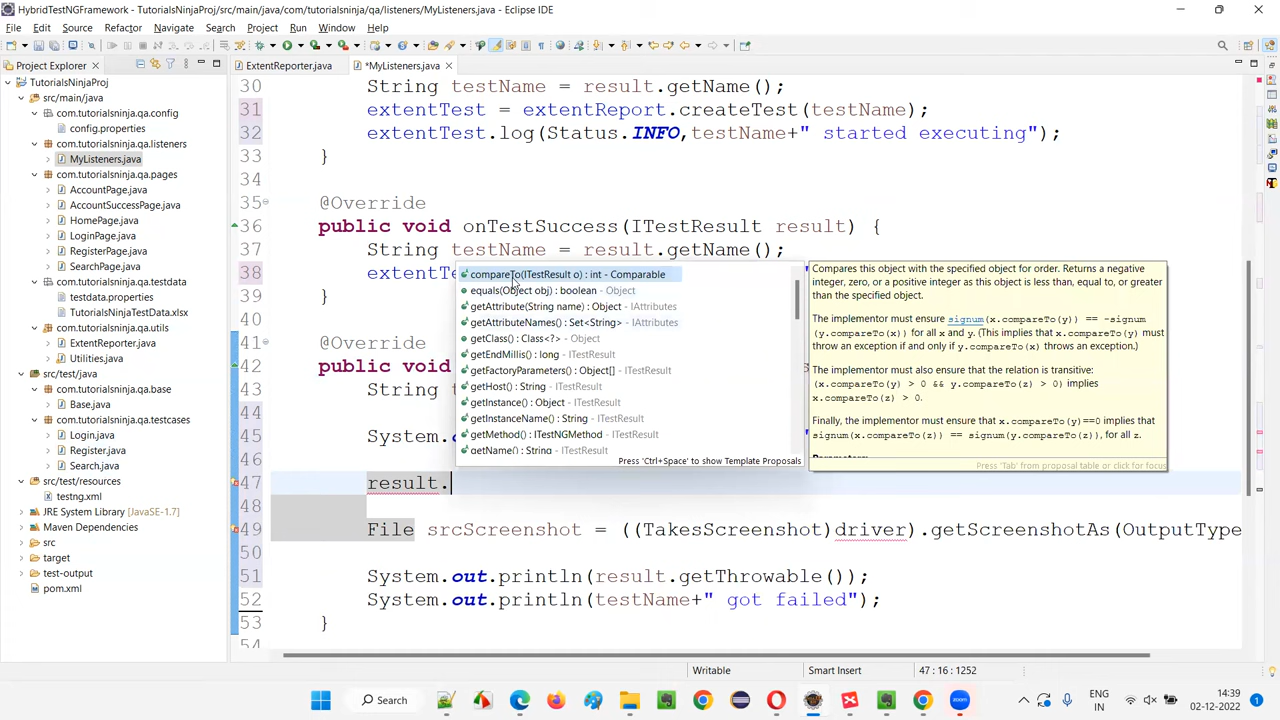 HybridTestNGFramework - TutorialsNinjaProj/src/main/java/com/tutorialsninja/qa/listeners/MyListeners.java - Eclipse IDE
File Edit Source Refactor Navigate Search Project Run Window Help
Project Explorer
ExtentReporter.java
*MyListeners.java
TutorialsNinjaProj
src/main/java
com.tutorialsninja.qa.config
config.properties
com.tutorialsninja.qa.listeners
MyListeners.java
com.tutorialsninja.qa.pages
AccountPage.java
AccountSuccessPage.java
HomePage.java
LoginPage.java
RegisterPage.java
SearchPage.java
com.tutorialsninja.qa.testdata
testdata.properties
TutorialsNinjaTestData.xlsx
com.tutorialsninja.qa.utils
ExtentReporter.java
Utilities.java
src/test/java
com.tutorialsninja.qa.base
Base.java
com.tutorialsninja.qa.testcases
Login.java
Register.java
Search.java
src/test/resources
testng.xml
JRE System Library [JavaSE-1.7]
Maven Dependencies
src
target
test-output
pom.xml
30 String testName = result.getName();
31 extentTest = extentReport.createTest(testName);
32 extentTest.log(Status.INFO,testName+" started executing");
33 }
34
35 @Override
36 public void onTestSuccess(ITestResult result) {
37 String testName = result.getName();
38 extentTe
39 }
40
41 @Override
42 public void
43 String t
44
45 System.o
46
47 result.
48
49 File srcScreenshot = ((TakesScreenshot)driver).getScreenshotAs(OutputType
50
51 System.out.println(result.getThrowable());
52 System.out.println(testName+" got failed");
53 }
54
compareTo(ITestResult o) : int - Comparable
equals(Object obj) : boolean - Object
getAttribute(String name) : Object - IAttributes
getAttributeNames() : Set<String> - IAttributes
getClass() : Class<?> - Object
getEndMillis() : long - ITestResult
getFactoryParameters() : Object[] - ITestResult
getHost() : String - ITestResult
getInstance() : Object - ITestResult
getInstanceName() : String - ITestResult
getMethod() : ITestNGMethod - ITestResult
getName() : String - ITestResult
Press 'Ctrl+Space' to show Template Proposals
Compares this object with the specified object for order. Returns a negative
integer, zero, or a positive integer as this object is less than, equal to, or greater
than the specified object.
The implementor must ensure signum(x.compareTo(y)) == -signum
(y.compareTo(x)) for all x and y. (This implies that x.compareTo(y) must
throw an exception if and only if y.compareTo(x) throws an exception.)
The implementor must also ensure that the relation is transitive:
(x.compareTo(y) > 0 && y.compareTo(z) > 0) implies
x.compareTo(z) > 0.
Finally, the implementor must ensure that x.compareTo(y)==0 implies that
signum(x.compareTo(z)) == signum(y.compareTo(z)), for all z.
Press 'Tab' from proposal table or click for focus
Writable
Smart Insert
47 : 16 : 1252
Search
ENG
IN
14:39
02-12-2022